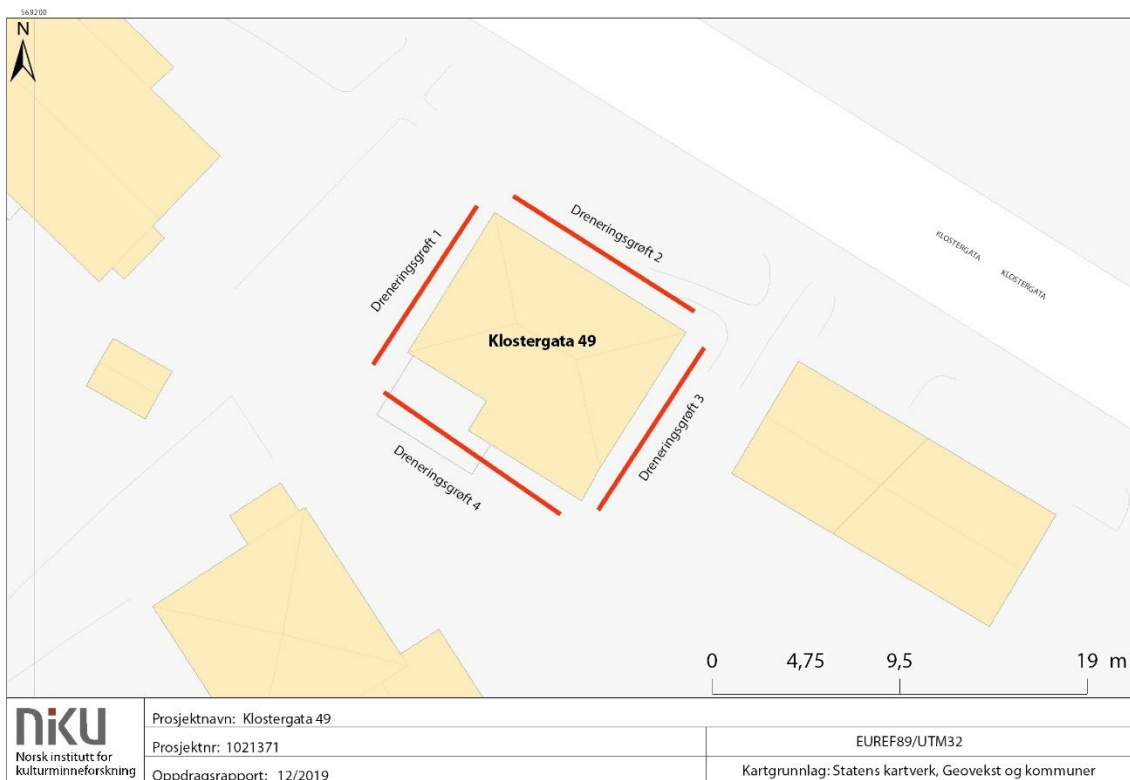 569200
N
Dreneringsgrøft 1
Dreneringsgrøft 2
KLOSTERGATA
KLOSTERGATA
Klostergata 49
Dreneringsgrøft 3
Dreneringsgrøft 4
0 4,75 9,5 19 m
niku
Norsk institutt for
kulturminneforskning
Prosjektnavn: Klostergata 49
Prosjektnr: 1021371
Oppdragsrapport: 12/2019
EUREF89/UTM32
Kartgrunnlag: Statens kartverk, Geovekst og kommuner